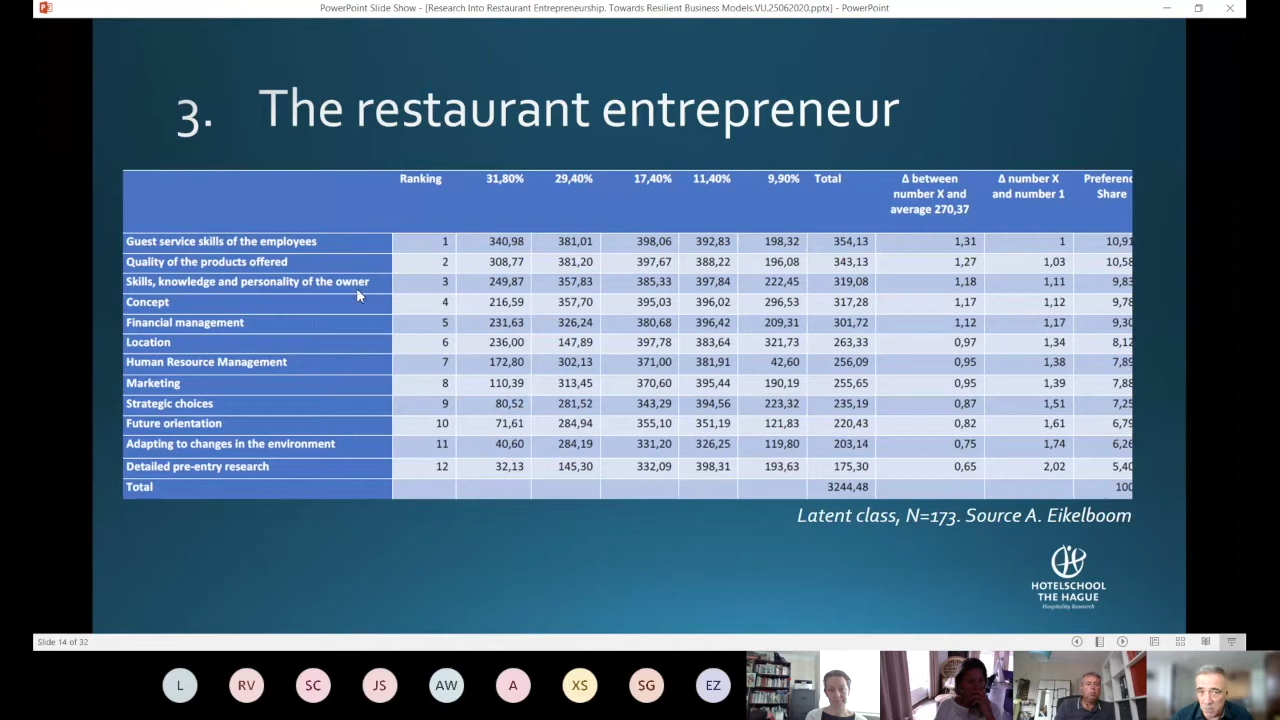 PowerPoint Slide Show - [Research Into Restaurant Entrepreneurship. Towards Resilient Business Models.VU.25062020.pptx] - PowerPoint
3. The restaurant entrepreneur
Ranking 31,80% 29,40% 17,40% 11,40% 9,90% Total Δ between number X and average 270,37 Δ number X and number 1 Preferenc Share
Guest service skills of the employees 1 340,98 381,01 398,06 392,83 198,32 354,13 1,31 1 10,91
Quality of the products offered 2 308,77 381,20 397,67 388,22 196,08 343,13 1,27 1,03 10,58
Skills, knowledge and personality of the owner 3 249,87 357,83 385,33 397,84 222,45 319,08 1,18 1,11 9,83
Concept 4 216,59 357,70 395,03 396,02 296,53 317,28 1,17 1,12 9,78
Financial management 5 231,63 326,24 380,68 396,42 209,31 301,72 1,12 1,17 9,30
Location 6 236,00 147,89 397,78 383,64 321,73 263,33 0,97 1,34 8,12
Human Resource Management 7 172,80 302,13 371,00 381,91 42,60 256,09 0,95 1,38 7,89
Marketing 8 110,39 313,45 370,60 395,44 190,19 255,65 0,95 1,39 7,88
Strategic choices 9 80,52 281,52 343,29 394,56 223,32 235,19 0,87 1,51 7,25
Future orientation 10 71,61 284,94 355,10 351,19 121,83 220,43 0,82 1,61 6,79
Adapting to changes in the environment 11 40,60 284,19 331,20 326,25 119,80 203,14 0,75 1,74 6,26
Detailed pre-entry research 12 32,13 145,30 332,09 398,31 193,63 175,30 0,65 2,02 5,40
Total 3244,48 100
Latent class, N=173. Source A. Eikelboom
HOTELSCHOOL
THE HAGUE
Hospitality Research
Slide 14 of 32
L RV SC JS AW A XS SG EZ